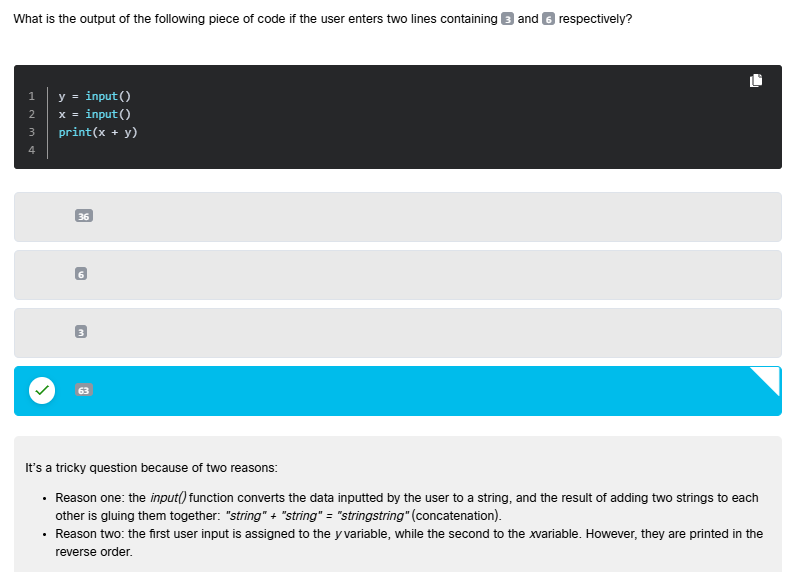 What is the output of the following piece of code if the user enters two lines containing 3 and 6 respectively?
1 y = input()
2 x = input()
3 print(x + y)
4
36
6
3
63
It's a tricky question because of two reasons:
• Reason one: the input() function converts the data inputted by the user to a string, and the result of adding two strings to each
other is gluing them together: "string" + "string" = "stringstring" (concatenation).
• Reason two: the first user input is assigned to the y variable, while the second to the xvariable. However, they are printed in the
reverse order.